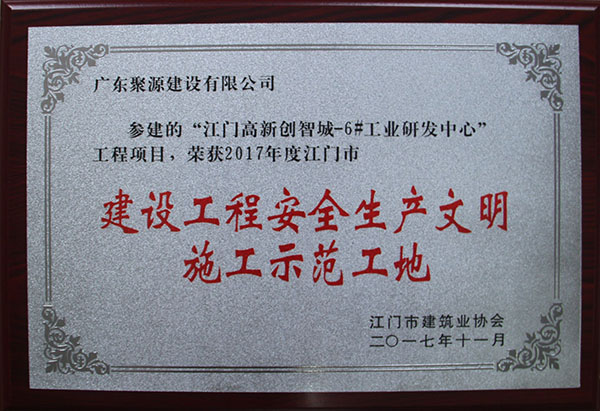 广东聚源建设有限公司
参建的“江门高新创智城-6#工业研发中心”
工程项目，荣获2017年度江门市
建设工程安全生产文明
施工示范工地
江门市建筑业协会
二〇一七年十一月